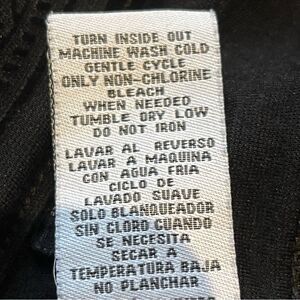 TURN INSIDE OUT
MACHINE WASH COLD
GENTLE CYCLE
ONLY NON-CHLORINE
BLEACH
WHEN NEEDED
TUMBLE DRY LOW
DO NOT IRON
LAVAR AL REVERSO
LAVAR A MAQUINA
CON AGUA FRIA
CICLO DE
LAVADO SUAVE
SOLO BLANQUEADOR
SIN CLORO CUANDO
SE NECESITA
SECAR A
TEMPERATURA BAJA
NO PLANCHAR